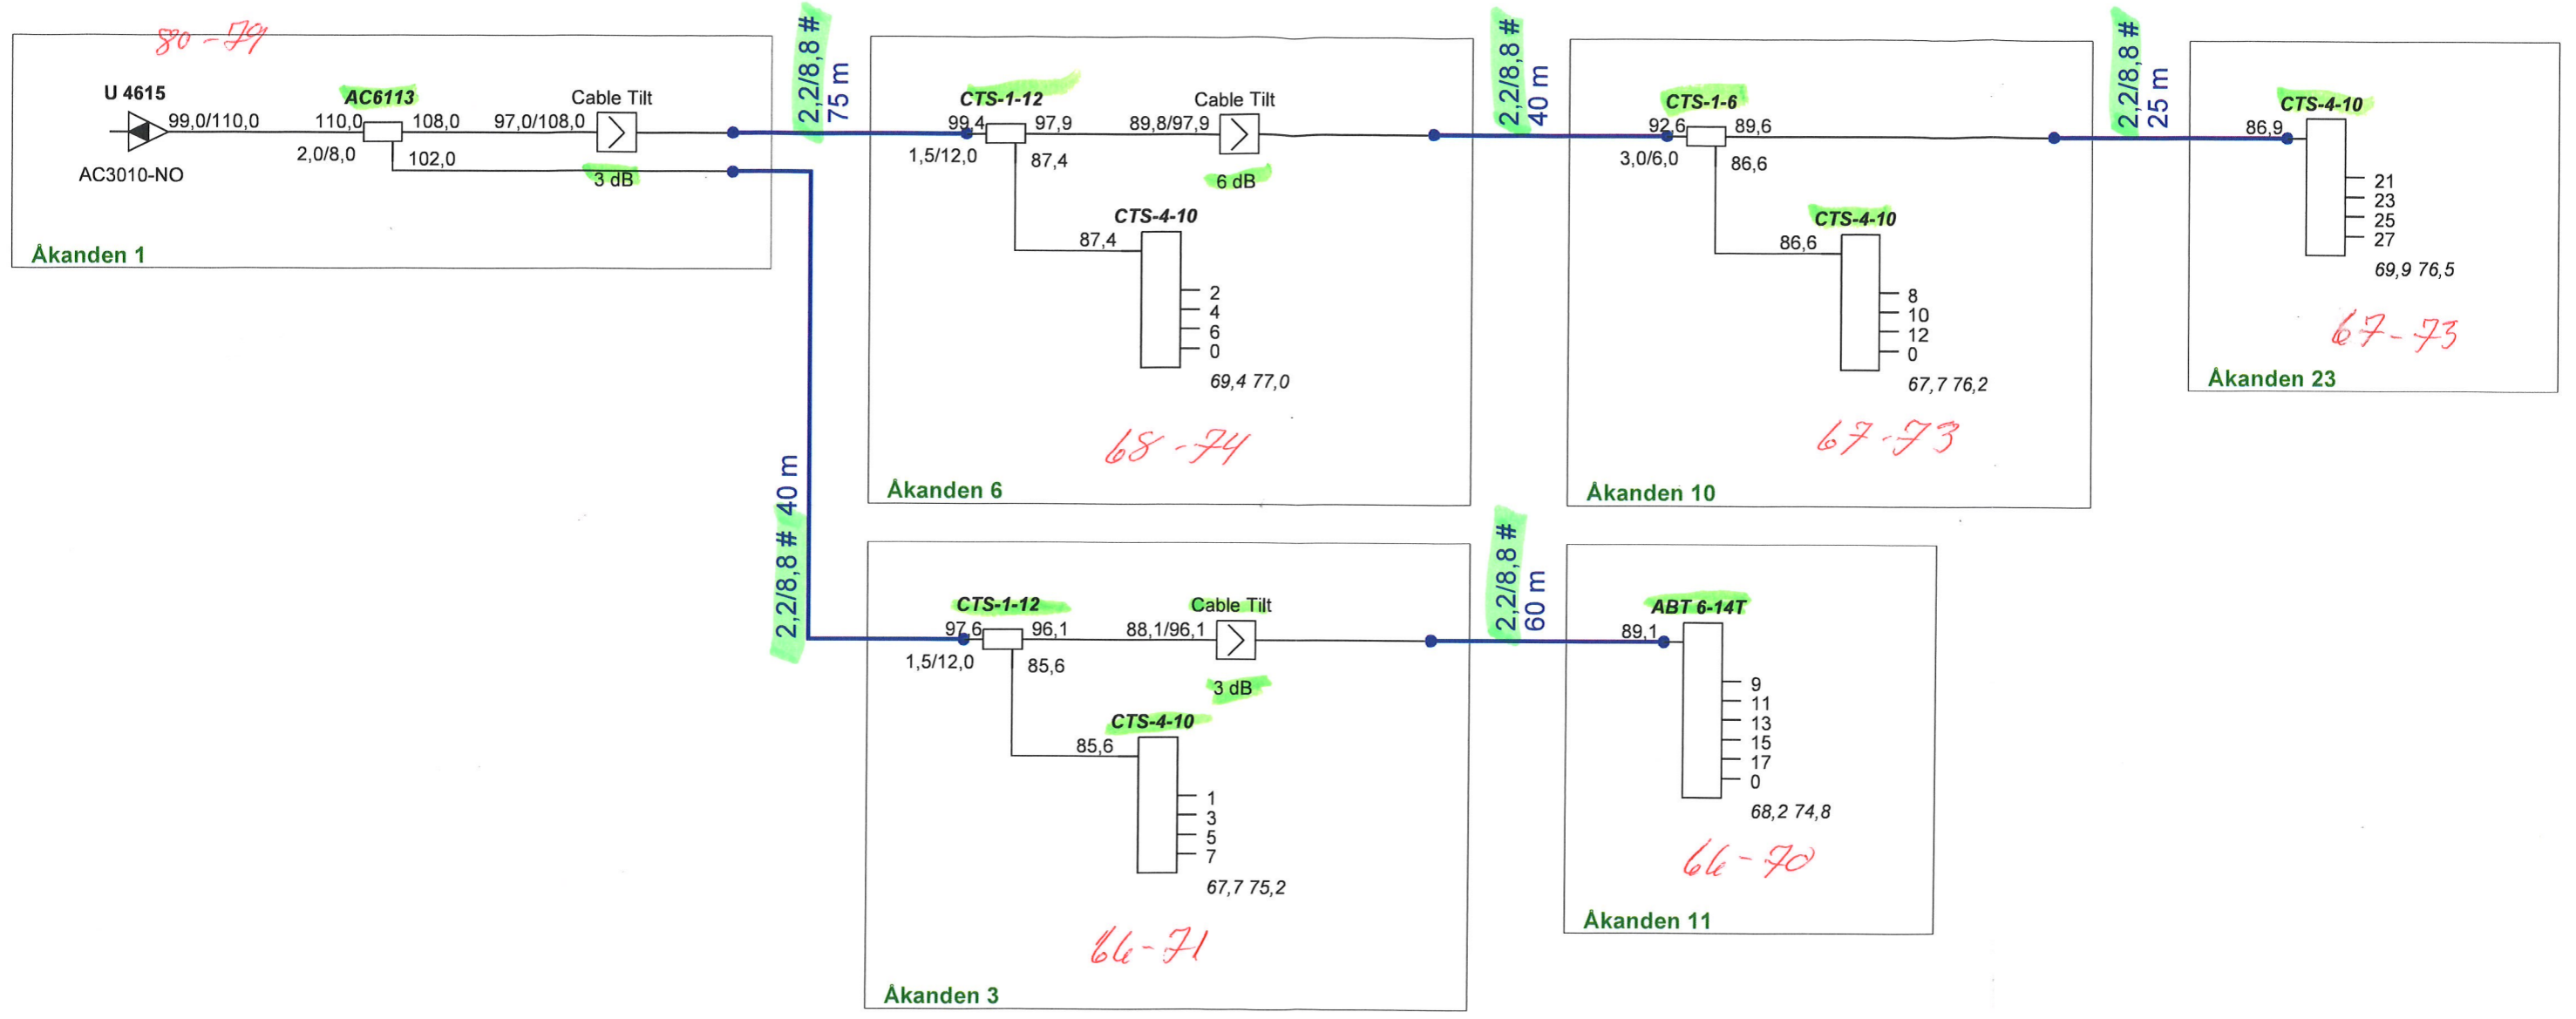 80-79
U 4615
99,0/110,0
AC3010-NO
AC6113
110,0
108,0
2,0/8,0
102,0
Cable Tilt
97,0/108,0
3 dB
Åkanden 1
2,2/8,8 #
75 m
CTS-1-12
99,4
97,9
1,5/12,0
87,4
Cable Tilt
89,8/97,9
6 dB
CTS-4-10
87,4
2
4
6
0
69,4 77,0
68-74
Åkanden 6
2,2/8,8 #
40 m
CTS-1-6
92,6
89,6
3,0/6,0
86,6
CTS-4-10
86,6
8
10
12
0
67,7 76,2
67-73
Åkanden 10
2,2/8,8 #
25 m
CTS-4-10
86,9
21
23
25
27
69,9 76,5
67-73
Åkanden 23
2,2/8,8 # 40 m
CTS-1-12
97,6
96,1
1,5/12,0
85,6
Cable Tilt
88,1/96,1
3 dB
CTS-4-10
85,6
1
3
5
7
67,7 75,2
66-71
Åkanden 3
2,2/8,8 #
60 m
ABT 6-14T
89,1
9
11
13
15
17
0
68,2 74,8
66-70
Åkanden 11